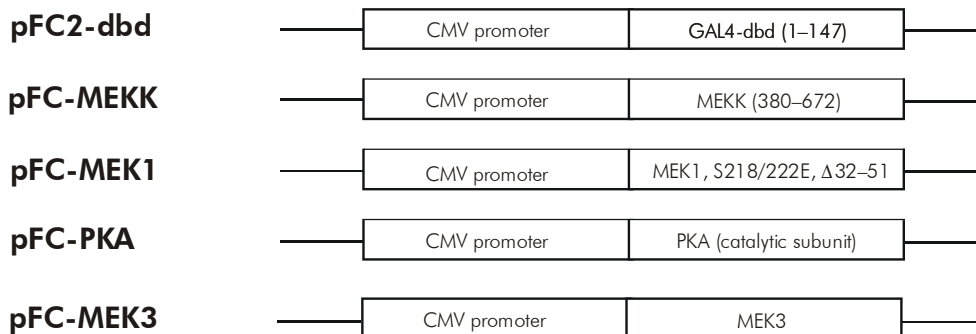 pFC2-dbd CMV promoter GAL4-dbd (1–147)
pFC-MEKK CMV promoter MEKK (380–672)
pFC-MEK1 CMV promoter MEK1, S218/222E, Δ32–51
pFC-PKA CMV promoter PKA (catalytic subunit)
pFC-MEK3 CMV promoter MEK3